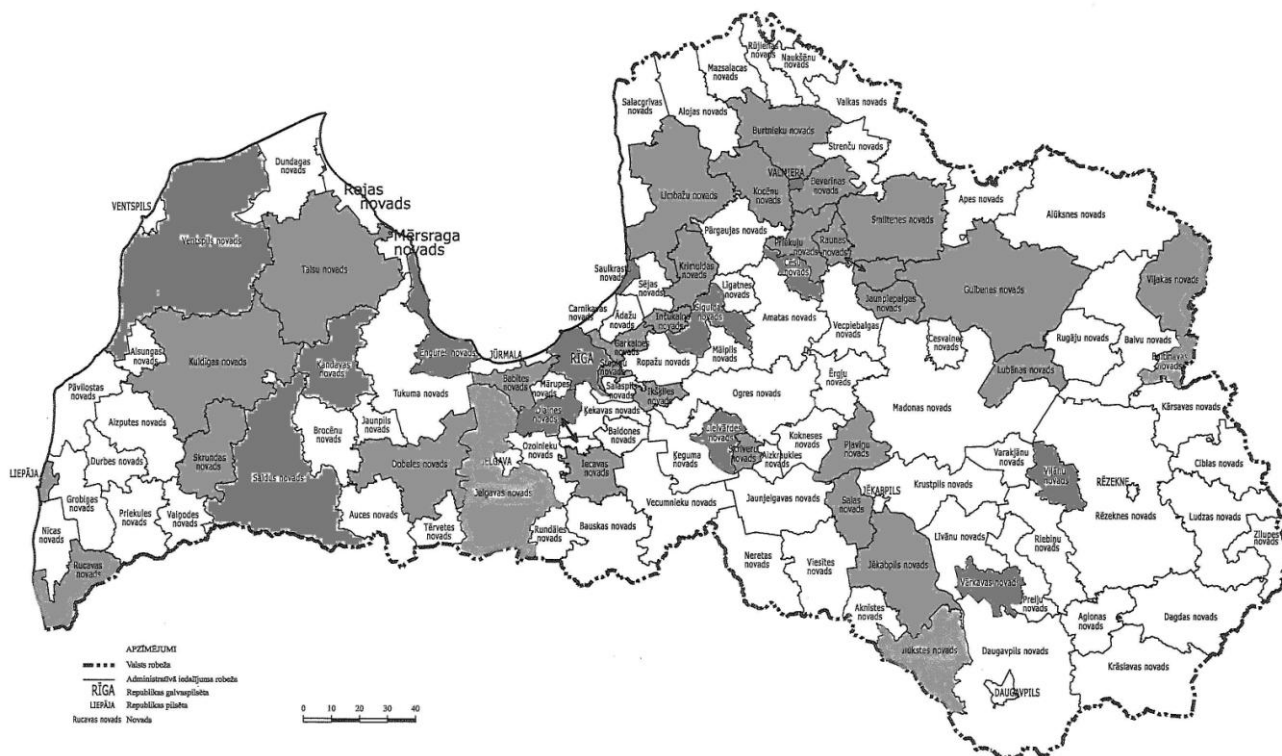 Rūjienas
novads
Naukšēnu
novads
Mazsalacas
novads
Salacgrīvas
novads
Alojas novads
Valkas novads
Burtnieku novads
Strenču
novads
VALMIERA
Kocēnu
novads
Beverīnas
novads
Limbažu
novads
Smiltenes
novads
Apes novads
Alūksnes novads
Dundagas
novads
Rojas
novads
VENTSPILS
Mērsraga
novads
Ventspils novads
Talsu novads
Pārgaujas novads
Priekuļu
novads
Raunas
novads
novads
Viļakas novads
Saulkrastu
novads
Krimuldas
novads
Sējas
novads
Līgatnes
novads
Gulbenes novads
Jaunpiepalgas
novads
Carnikavas
novads
Ādažu
novads
Inčukalna
novads
Siguldas
novads
Amatas
novads
Vecpiebalgas
novads
Cesvaines
novads
Rugāju
novads
Balvu novads
Baltinavas
novads
Alsungas
novads
Kuldīgas novads
Kandavas
novads
Engures novads
JŪRMALA
RĪGA
Garkalnes
novads
Ropažu novads
Mālpils
novads
Ērgļu
novads
Lubānas novads
Pāvilostas
novads
Tukuma novads
Babītes
novads
Mārupes
novads
Salaspils
novads
Ikšķiles
novads
Ogres novads
Madonas novads
Kārsavas novads
Aizputes
novads
Brocēnu
novads
Jaunpils
novads
Olaines
novads
Ķekavas novads
Baldones
novads
Lielvārdes
novads
Skrīveru
novads
Kokneses
novads
Aizkraukles
novads
Pļaviņu
novads
Varakļānu
novads
Viļānu
novads
RĒZEKNE
Ciblas novads
LIEPĀJA
Durbes novads
Skrundas
novads
Saldus novads
Dobeles novads
JELGAVA
Ozolnieku
novads
Iecavas
novads
Ķeguma
novads
Jaunjelgavas novads
JĒKABPILS
Krustpils novads
Rēzeknes novads
Ludzas novads
Zilupes
novads
Grobiņas
novads
Priekules
novads
Vaiņodes
novads
Auces novads
Tērvetes
novads
Jelgavas novads
Rundāles
novads
Bauskas novads
Vecumnieku novads
Salas
novads
Līvānu novads
Riebiņu
novads
Nīcas
novads
Rucavas
novads
Neretas
novads
Viesītes
novads
Jēkabpils novads
Vārkavas novads
Preiļu
novads
Aknīstes
novads
Aglonas
novads
Dagdas novads
Ilūkstes novads
Daugavpils novads
DAUGAVPILS
Krāslavas novads
APZĪMĒJUMI
Valsts robeža
Administratīvā iedalījuma robeža
RĪGA Republikas galvaspilsēta
LIEPĀJA Republikas pilsēta
Rucavas novads Novada
0 10 20 30 40